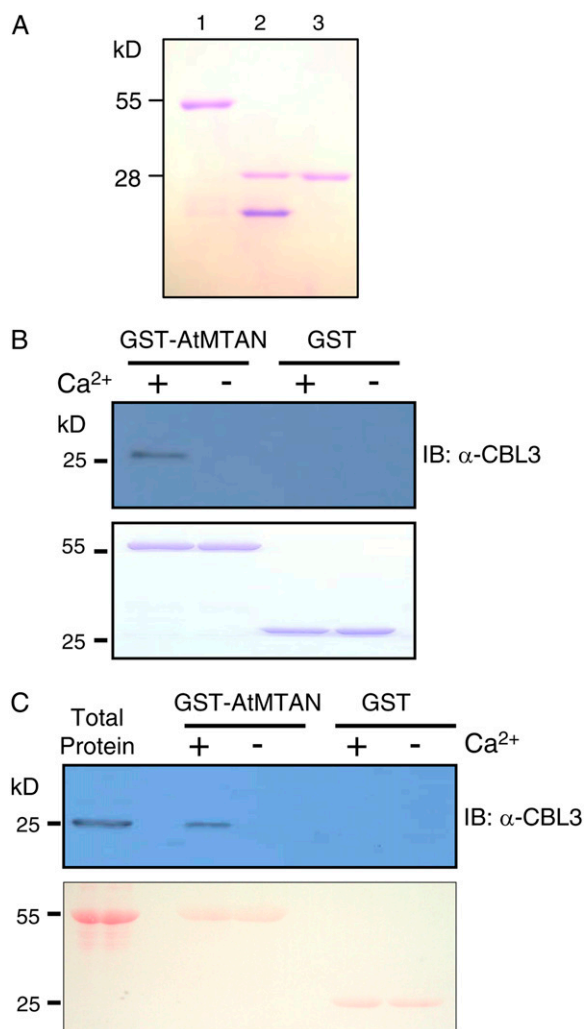 A
1 2 3
kD
55
28
B
GST-AtMTAN GST
Ca²⁺ + - + -
kD
25
IB: α-CBL3
55
25
C
Total Protein
GST-AtMTAN GST
+ - + - Ca²⁺
kD
25
IB: α-CBL3
55
25